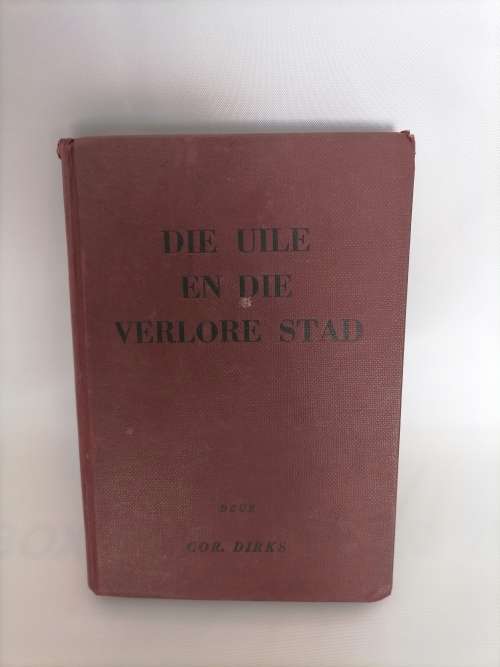 DIE UILE
EN DIE
VERLORE STAD
DEUR
COR. DIRKS